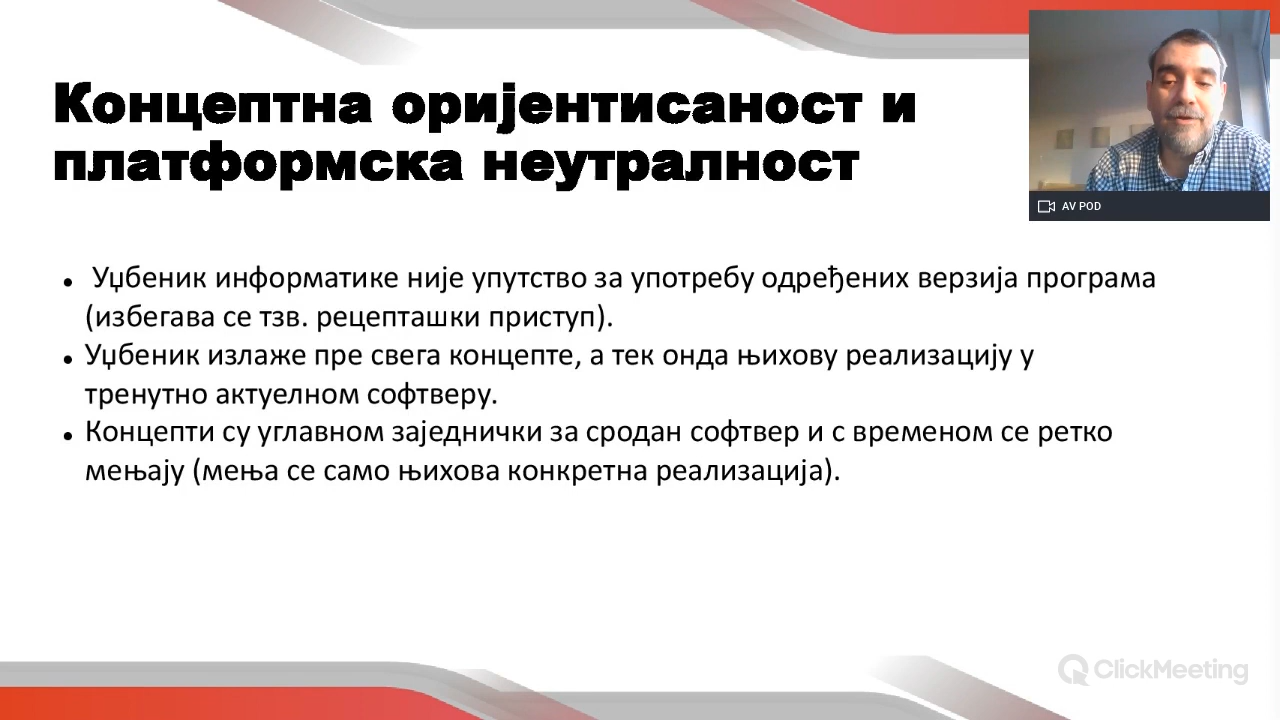 Концептна оријентисаност и
платформска неутралност
AV POD
• Уџбеник информатике није упутство за употребу одређених верзија програма
(избегава се тзв. рецепташки приступ).
• Уџбеник излаже пре свега концепте, а тек онда њихову реализацију у
тренутно актуелном софтверу.
• Концепти су углавном заједнички за сродан софтвер и с временом се ретко
мењају (мења се само њихова конкретна реализација).
ClickMeeting